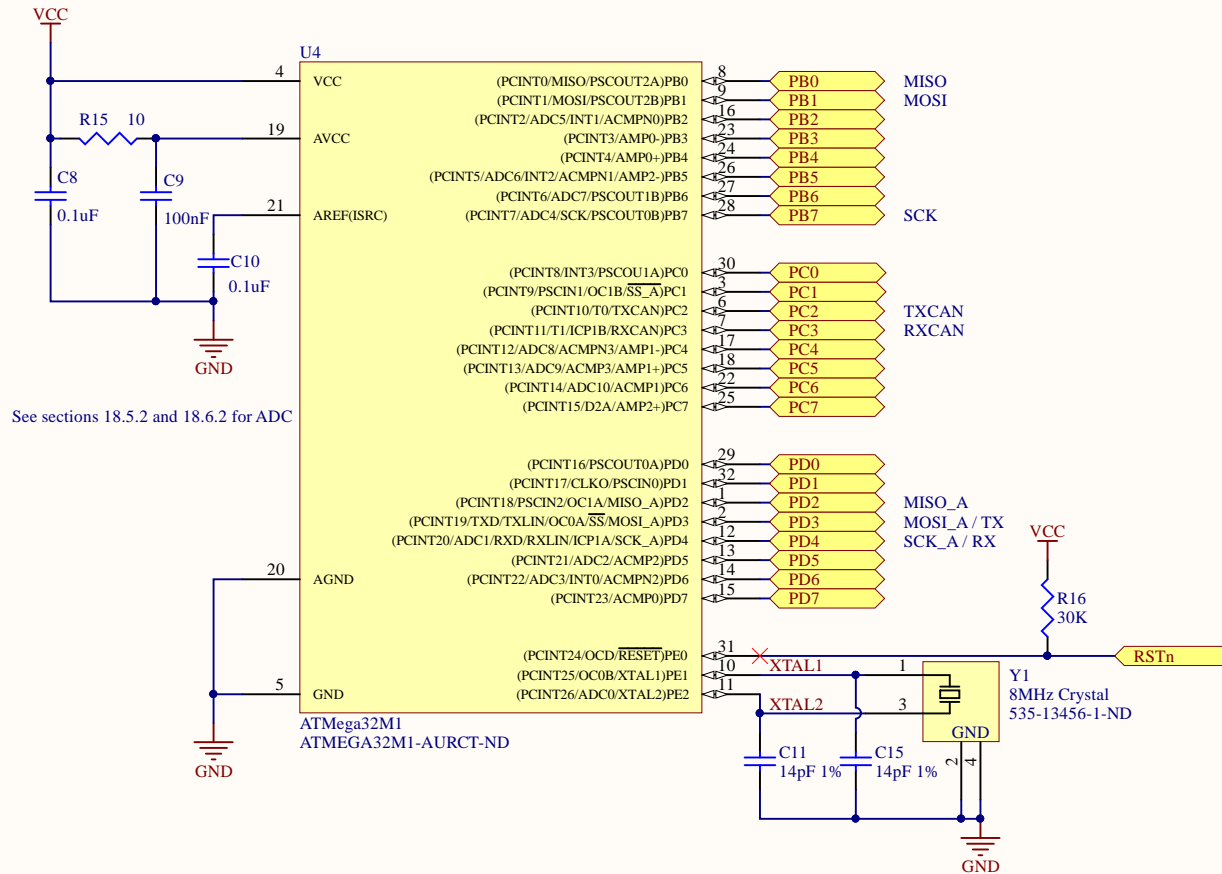 VCC
U4
4 VCC
R15 10
19 AVCC
C8
0.1uF
C9
100nF
21 AREF(ISRC)
C10
0.1uF
GND
See sections 18.5.2 and 18.6.2 for ADC
20 AGND
5 GND
GND
ATMega32M1
ATMEGA32M1-AURCT-ND
(PCINT0/MISO/PSCOUT2A)PB0 8 PB0 MISO
(PCINT1/MOSI/PSCOUT2B)PB1 9 PB1 MOSI
(PCINT2/ADC5/INT1/ACMPN0)PB2 16 PB2
(PCINT3/AMP0-)PB3 23 PB3
(PCINT4/AMP0+)PB4 24 PB4
(PCINT5/ADC6/INT2/ACMPN1/AMP2-)PB5 26 PB5
(PCINT6/ADC7/PSCOUT1B)PB6 27 PB6
(PCINT7/ADC4/SCK/PSCOUT0B)PB7 28 PB7 SCK
(PCINT8/INT3/PSCOU1A)PC0 30 PC0
(PCINT9/PSCIN1/OC1B/SS_A)PC1 3 PC1
(PCINT10/T0/TXCAN)PC2 6 PC2 TXCAN
(PCINT11/T1/ICP1B/RXCAN)PC3 7 PC3 RXCAN
(PCINT12/ADC8/ACMPN3/AMP1-)PC4 17 PC4
(PCINT13/ADC9/ACMP3/AMP1+)PC5 18 PC5
(PCINT14/ADC10/ACMP1)PC6 22 PC6
(PCINT15/D2A/AMP2+)PC7 25 PC7
(PCINT16/PSCOUT0A)PD0 29 PD0
(PCINT17/CLKO/PSCIN0)PD1 32 PD1
(PCINT18/PSCIN2/OC1A/MISO_A)PD2 1 PD2 MISO_A
(PCINT19/TXD/TXLIN/OC0A/SS/MOSI_A)PD3 2 PD3 MOSI_A / TX
(PCINT20/ADC1/RXD/RXLIN/ICP1A/SCK_A)PD4 12 PD4 SCK_A / RX
(PCINT21/ADC2/ACMP2)PD5 13 PD5
(PCINT22/ADC3/INT0/ACMPN2)PD6 14 PD6
(PCINT23/ACMP0)PD7 15 PD7
VCC
R16
30K
(PCINT24/OCD/RESET)PE0 31 RSTn
(PCINT25/OC0B/XTAL1)PE1 10 XTAL1 1
(PCINT26/ADC0/XTAL2)PE2 11 XTAL2 3
Y1
8MHz Crystal
535-13456-1-ND
GND
2 4
C11
14pF 1%
C15
14pF 1%
GND